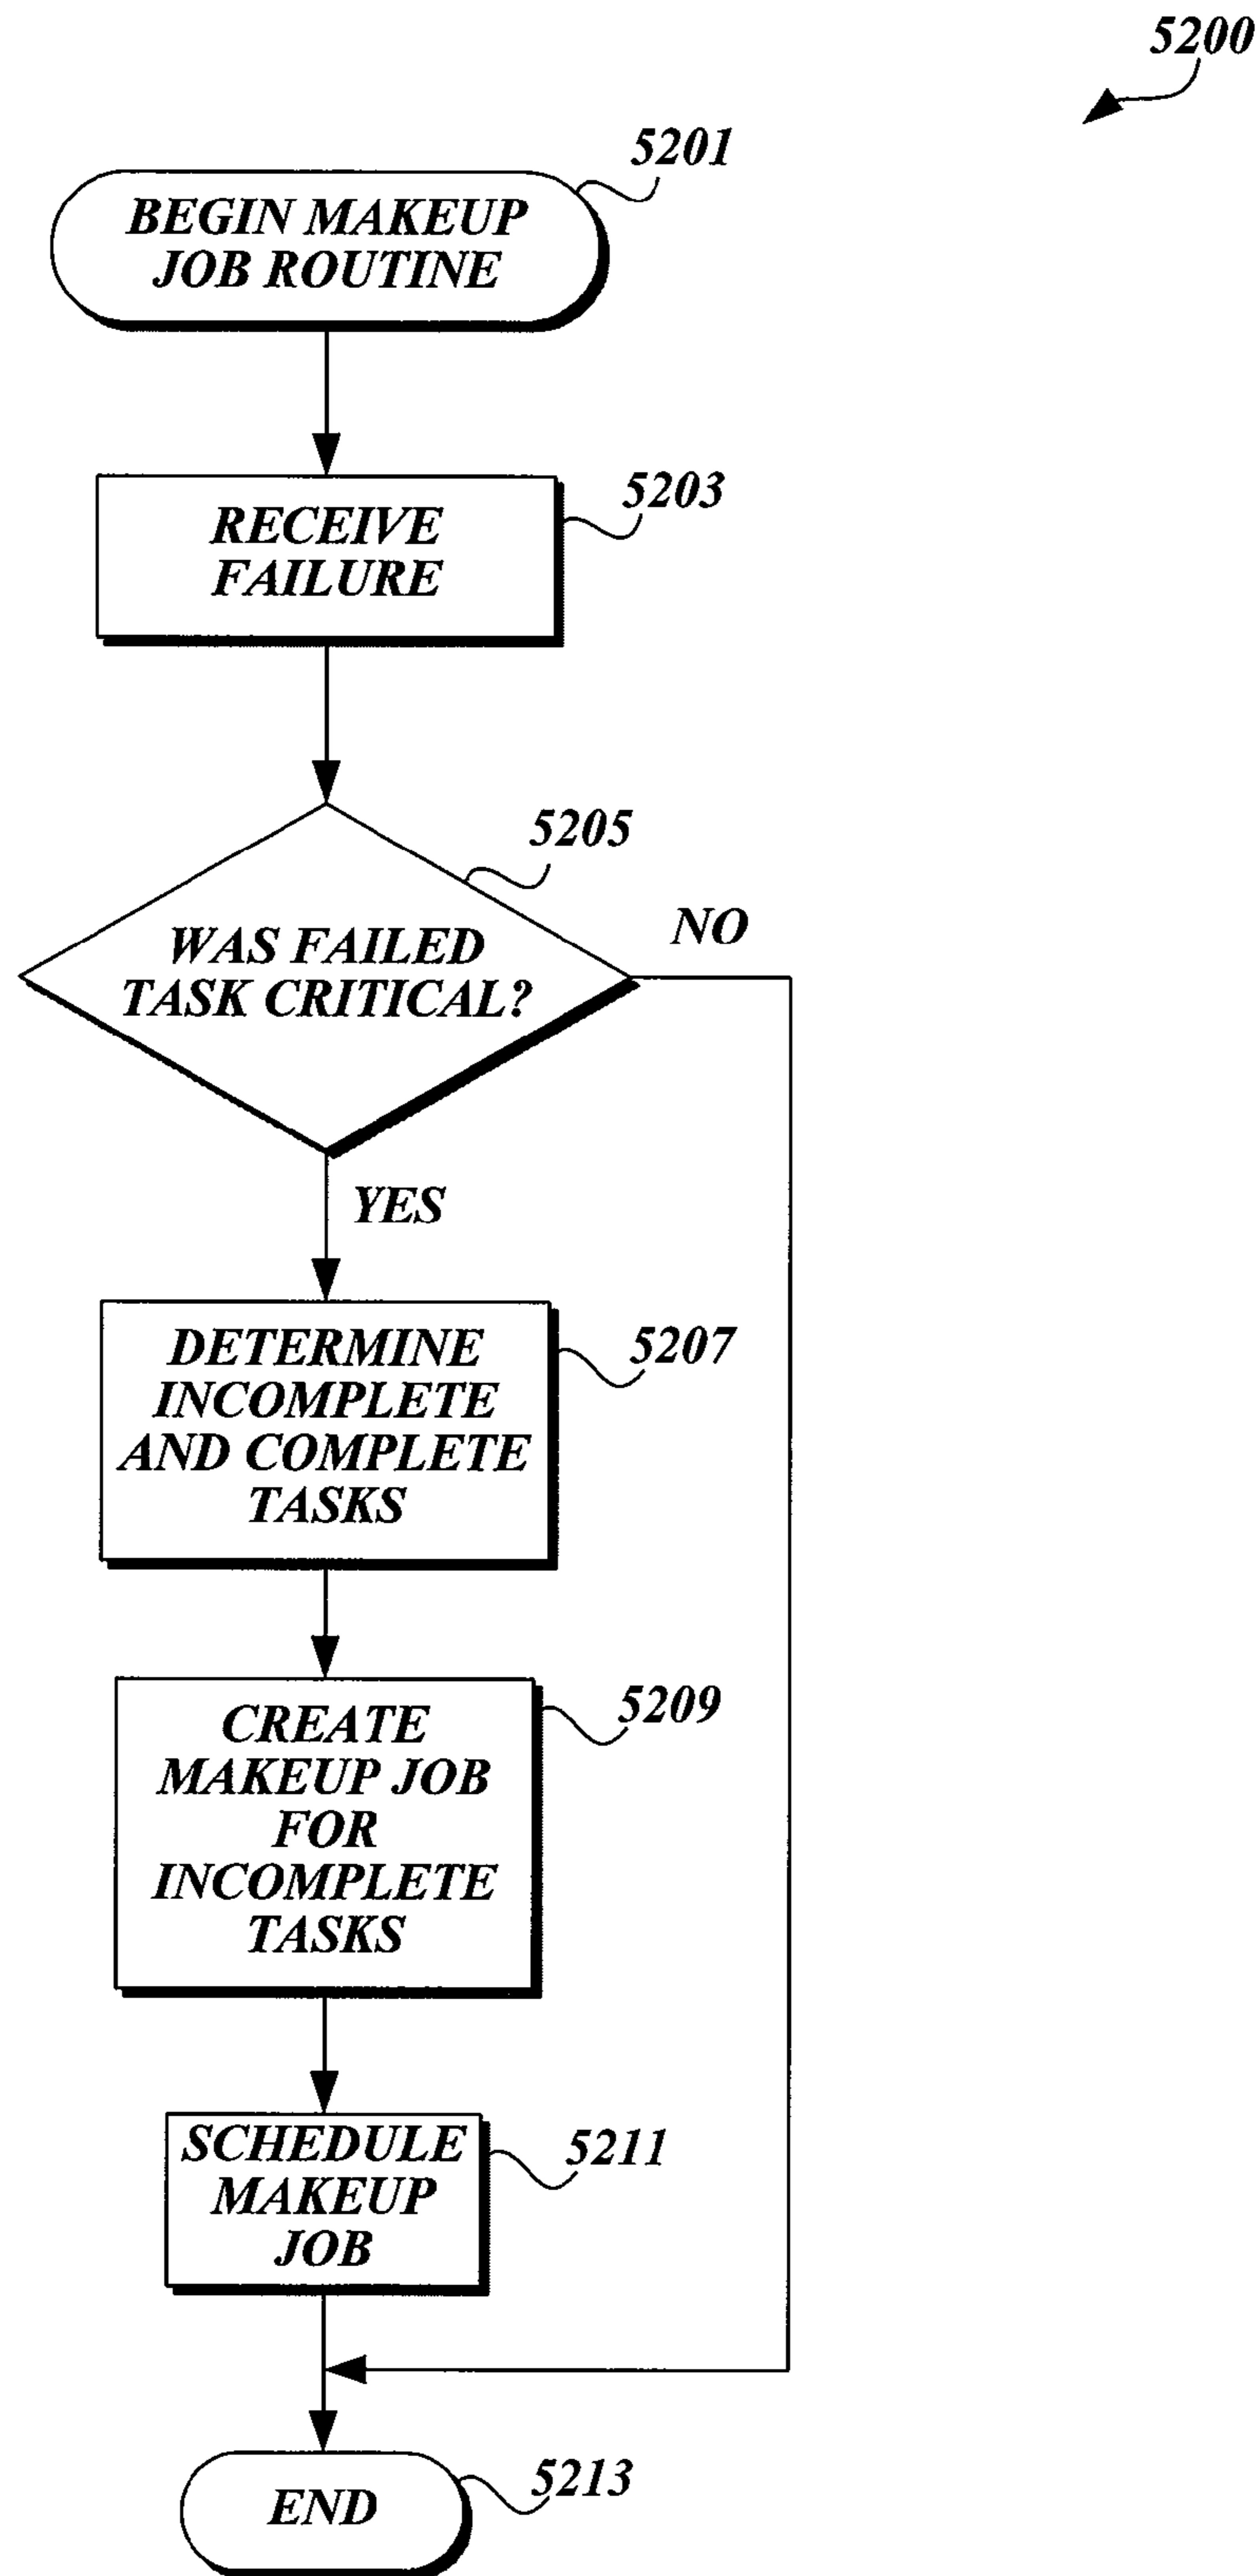 5200
5201
BEGIN MAKEUP
JOB ROUTINE
5203
RECEIVE
FAILURE
5205
WAS FAILED
TASK CRITICAL?
NO
YES
5207
DETERMINE
INCOMPLETE
AND COMPLETE
TASKS
5209
CREATE
MAKEUP JOB
FOR
INCOMPLETE
TASKS
5211
SCHEDULE
MAKEUP
JOB
5213
END